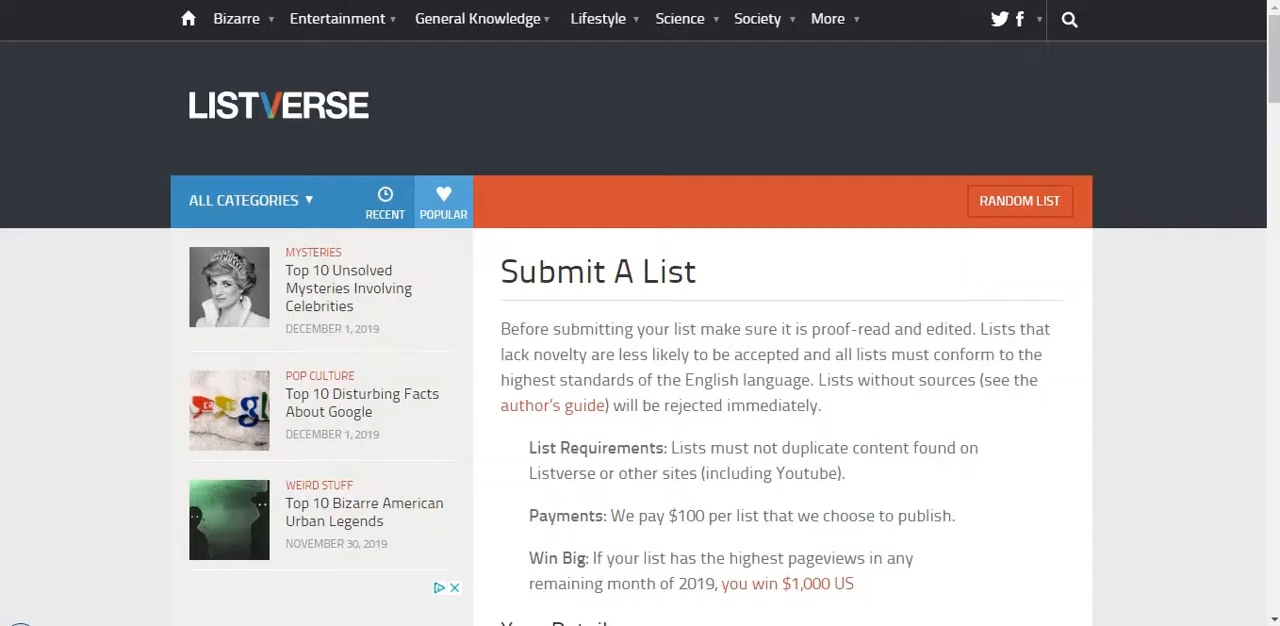 Bizarre Entertainment General Knowledge Lifestyle Science Society More
LISTVERSE
ALL CATEGORIES RECENT POPULAR RANDOM LIST
MYSTERIES
Top 10 Unsolved
Mysteries Involving
Celebrities
DECEMBER 1, 2019
POP CULTURE
Top 10 Disturbing Facts
About Google
DECEMBER 1, 2019
WEIRD STUFF
Top 10 Bizarre American
Urban Legends
NOVEMBER 30, 2019
Submit A List
Before submitting your list make sure it is proof-read and edited. Lists that
lack novelty are less likely to be accepted and all lists must conform to the
highest standards of the English language. Lists without sources (see the
author's guide) will be rejected immediately.
List Requirements: Lists must not duplicate content found on
Listverse or other sites (including Youtube).
Payments: We pay $100 per list that we choose to publish.
Win Big: If your list has the highest pageviews in any
remaining month of 2019, you win $1,000 US